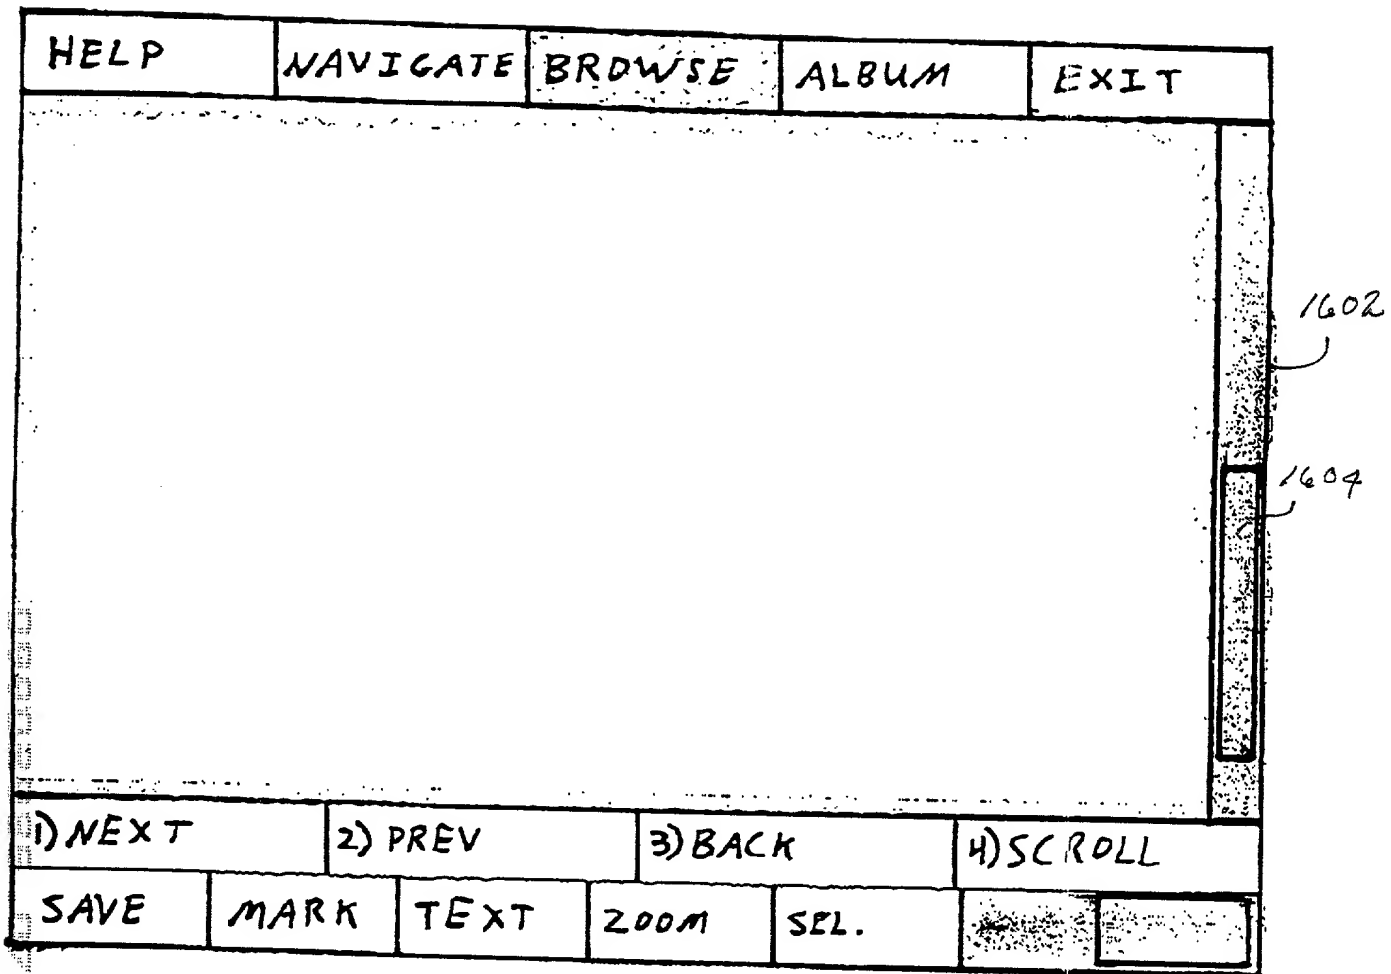 HELP NAVIGATE BROWSE ALBUM EXIT
1602
1604
1) NEXT 2) PREV 3) BACK 4) SCROLL
SAVE MARK TEXT ZOOM SEL.